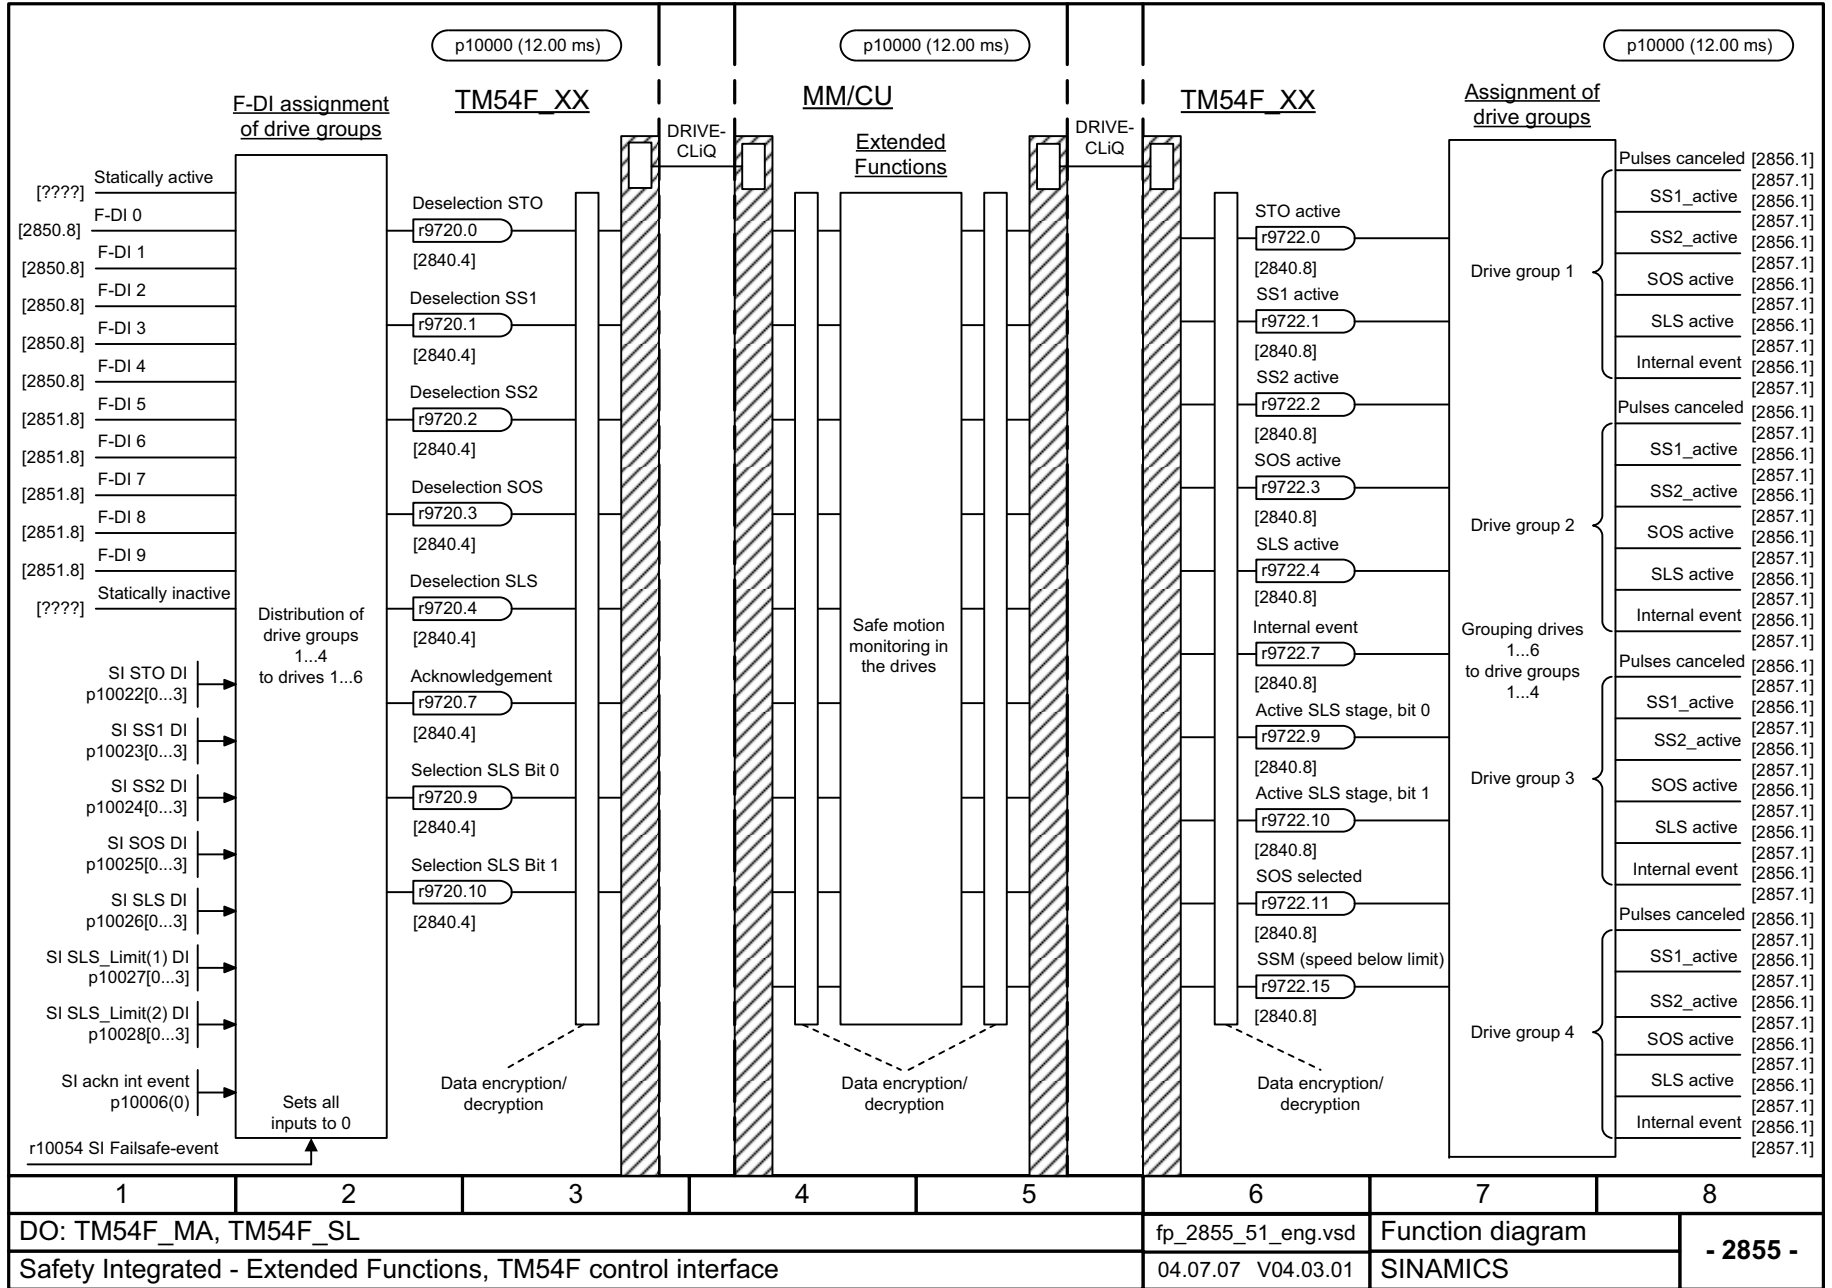 p10000 (12.00 ms)
p10000 (12.00 ms)
p10000 (12.00 ms)
F-DI assignment
of drive groups
TM54F_XX
DRIVE-
CLiQ
MM/CU
Extended
Functions
DRIVE-
CLiQ
TM54F_XX
Assignment of
drive groups
Statically active
[????]
F-DI 0
[2850.8]
F-DI 1
[2850.8]
F-DI 2
[2850.8]
F-DI 3
[2850.8]
F-DI 4
[2850.8]
F-DI 5
[2851.8]
F-DI 6
[2851.8]
F-DI 7
[2851.8]
F-DI 8
[2851.8]
F-DI 9
[2851.8]
Statically inactive
[????]
SI STO DI
p10022[0...3]
SI SS1 DI
p10023[0...3]
SI SS2 DI
p10024[0...3]
SI SOS DI
p10025[0...3]
SI SLS DI
p10026[0...3]
SI SLS_Limit(1) DI
p10027[0...3]
SI SLS_Limit(2) DI
p10028[0...3]
SI ackn int event
p10006(0)
r10054 SI Failsafe-event
Distribution of
drive groups
1...4
to drives 1...6
Sets all
inputs to 0
Deselection STO
r9720.0
[2840.4]
Deselection SS1
r9720.1
[2840.4]
Deselection SS2
r9720.2
[2840.4]
Deselection SOS
r9720.3
[2840.4]
Deselection SLS
r9720.4
[2840.4]
Acknowledgement
r9720.7
[2840.4]
Selection SLS Bit 0
r9720.9
[2840.4]
Selection SLS Bit 1
r9720.10
[2840.4]
Data encryption/
decryption
Safe motion
monitoring in
the drives
Data encryption/
decryption
STO active
r9722.0
[2840.8]
SS1 active
r9722.1
[2840.8]
SS2 active
r9722.2
[2840.8]
SOS active
r9722.3
[2840.8]
SLS active
r9722.4
[2840.8]
Internal event
r9722.7
[2840.8]
Active SLS stage, bit 0
r9722.9
[2840.8]
Active SLS stage, bit 1
r9722.10
[2840.8]
SOS selected
r9722.11
[2840.8]
SSM (speed below limit)
r9722.15
[2840.8]
Data encryption/
decryption
Drive group 1
Drive group 2
Grouping drives
1...6
to drive groups
1...4
Drive group 3
Drive group 4
Pulses canceled [2856.1]
[2857.1]
SS1_active [2856.1]
[2857.1]
SS2_active [2856.1]
[2857.1]
SOS active [2856.1]
[2857.1]
SLS active [2856.1]
[2857.1]
Internal event [2856.1]
[2857.1]
Pulses canceled [2856.1]
[2857.1]
SS1_active [2856.1]
[2857.1]
SS2_active [2856.1]
[2857.1]
SOS active [2856.1]
[2857.1]
SLS active [2856.1]
[2857.1]
Internal event [2856.1]
[2857.1]
Pulses canceled [2856.1]
[2857.1]
SS1_active [2856.1]
[2857.1]
SS2_active [2856.1]
[2857.1]
SOS active [2856.1]
[2857.1]
SLS active [2856.1]
[2857.1]
Internal event [2856.1]
[2857.1]
Pulses canceled [2856.1]
[2857.1]
SS1_active [2856.1]
[2857.1]
SS2_active [2856.1]
[2857.1]
SOS active [2856.1]
[2857.1]
SLS active [2856.1]
[2857.1]
Internal event [2856.1]
[2857.1]
1 2 3 4 5 6 7 8
DO: TM54F_MA, TM54F_SL
fp_2855_51_eng.vsd
Function diagram
- 2855 -
Safety Integrated - Extended Functions, TM54F control interface
04.07.07 V04.03.01
SINAMICS